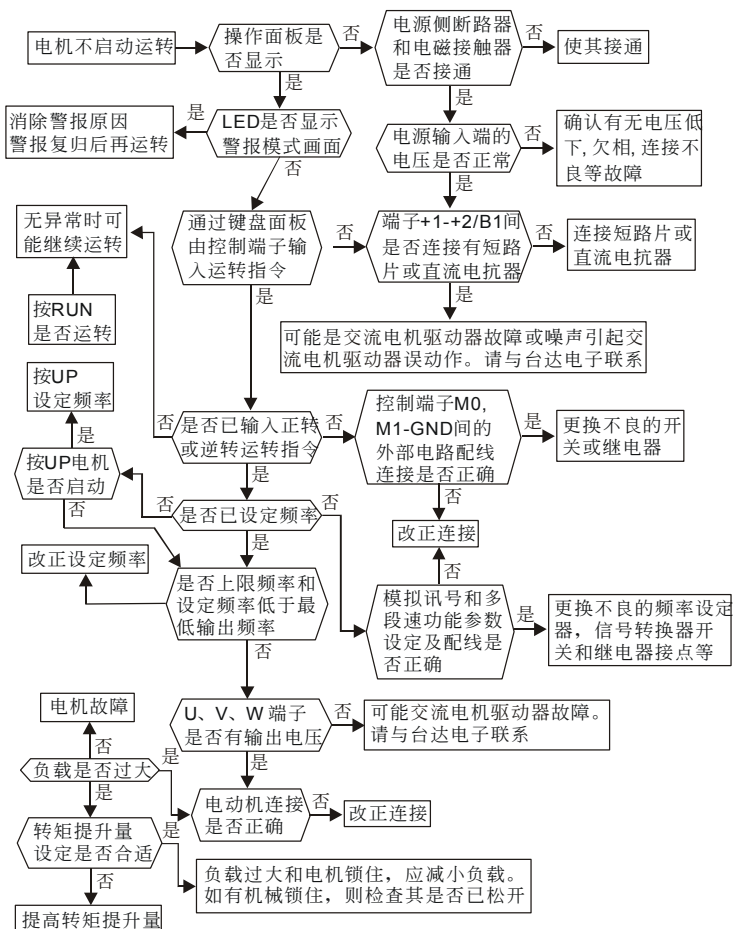 电机不启动运转
操作面板是
否显示
否
电源侧断路器
和电磁接触器
是否接通
否
使其接通
是
是
消除警报原因
警报复归后再运转
是
LED是否显示
警报模式画面
否
电源输入端的
电压是否正常
否
确认有无电压低
下,欠相,连接不
良等故障
是
无异常时可
能继续运转
通过键盘面板
由控制端子输
入运转指令
否
端子+1-+2/B1间
是否连接有短路
片或直流电抗器
否
连接短路片或
直流电抗器
是
是
按RUN
是否运转
可能是交流电机驱动器故障或噪声引起交
流电机驱动器误动作。请与台达电子联系
按UP
设定频率
是
否
是否已输入正转
或逆转运转指令
否
控制端子M0,
M1-GND间的
外部电路配线
连接是否正确
是
更换不良的开
关或继电器
是
否
按UP电机
是否启动
否
否
是否已设定频率
否
改正连接
是
否
改正设定频率
是否上限频率和
设定频率低于最
低输出频率
否
模拟讯号和多
段速功能参数
设定及配线是
否正确
是
更换不良的频率设定
器，信号转换器开
关和继电器接点等
电机故障
否
U、V、W 端子
是否有输出电压
否
可能交流电机驱动器故障。
请与台达电子联系
是
负载是否过大
是
是
电动机连接
是否正确
否
改正连接
转矩提升量
设定是否合适
是
负载过大和电机锁住，应减小负载。
如有机械锁住，则检查其是否已松开
否
提高转矩提升量